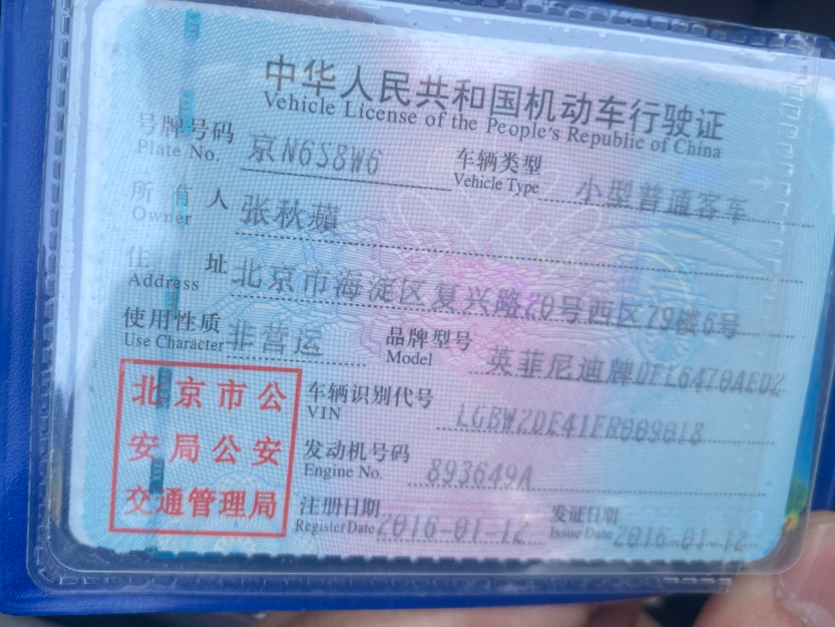 中华人民共和国机动车行驶证
Vehicle License of the People's Republic of China
号牌号码 京N6S8W6 车辆类型 小型普通客车
Plate No. Vehicle Type
所有人 张秋蘋
Owner
住址 北京市海淀区复兴路20号西区79楼6号
Address
使用性质 非营运 品牌型号 英菲尼迪牌DFL6470AED2
Use Character Model
北京市公
安局公安
交通管理局
车辆识别代号 LGBW2DE41FR009018
VIN
发动机号码 893649A
Engine No.
注册日期 2016-01-12 发证日期 2016-01-12
Register Date Issue Date